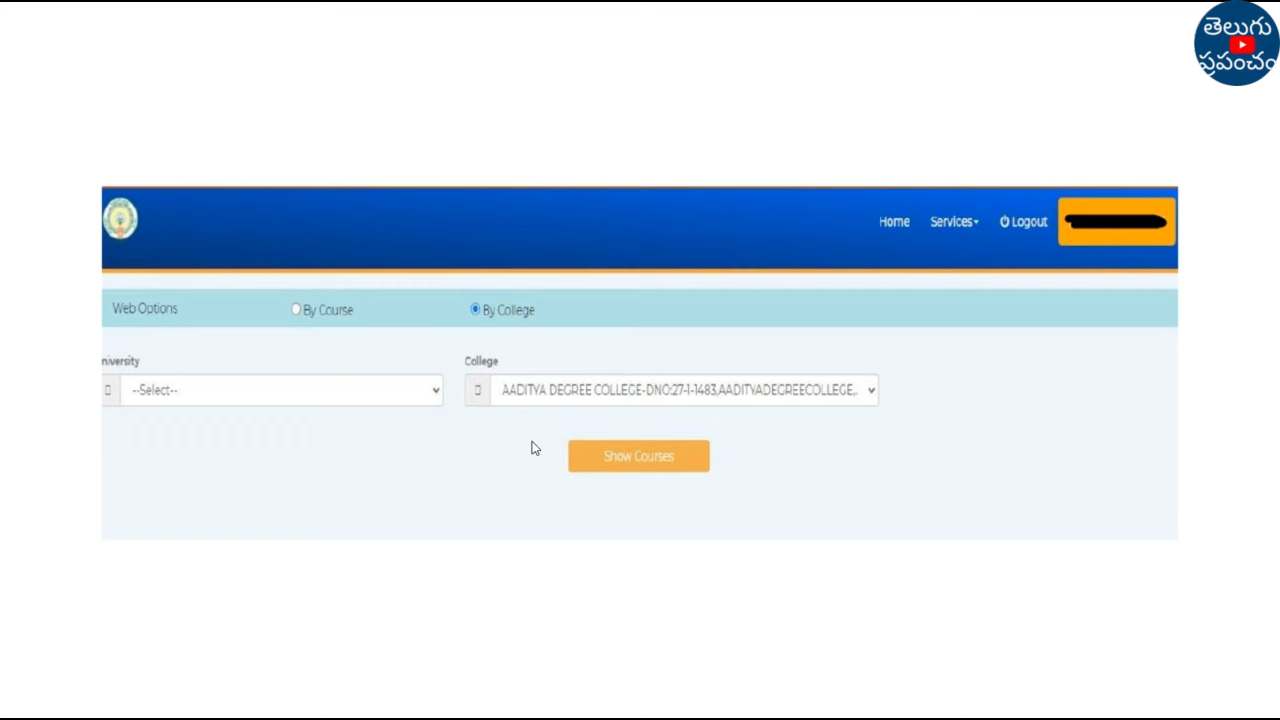 తెలుగు
ప్రపంచం
Home Services Logout
Web Options By Course By College
niversity College
--Select-- AADITYA DEGREE COLLEGE-DNO:27-1-1483,AADITYADEGREECOLLEGE,.
Show Courses